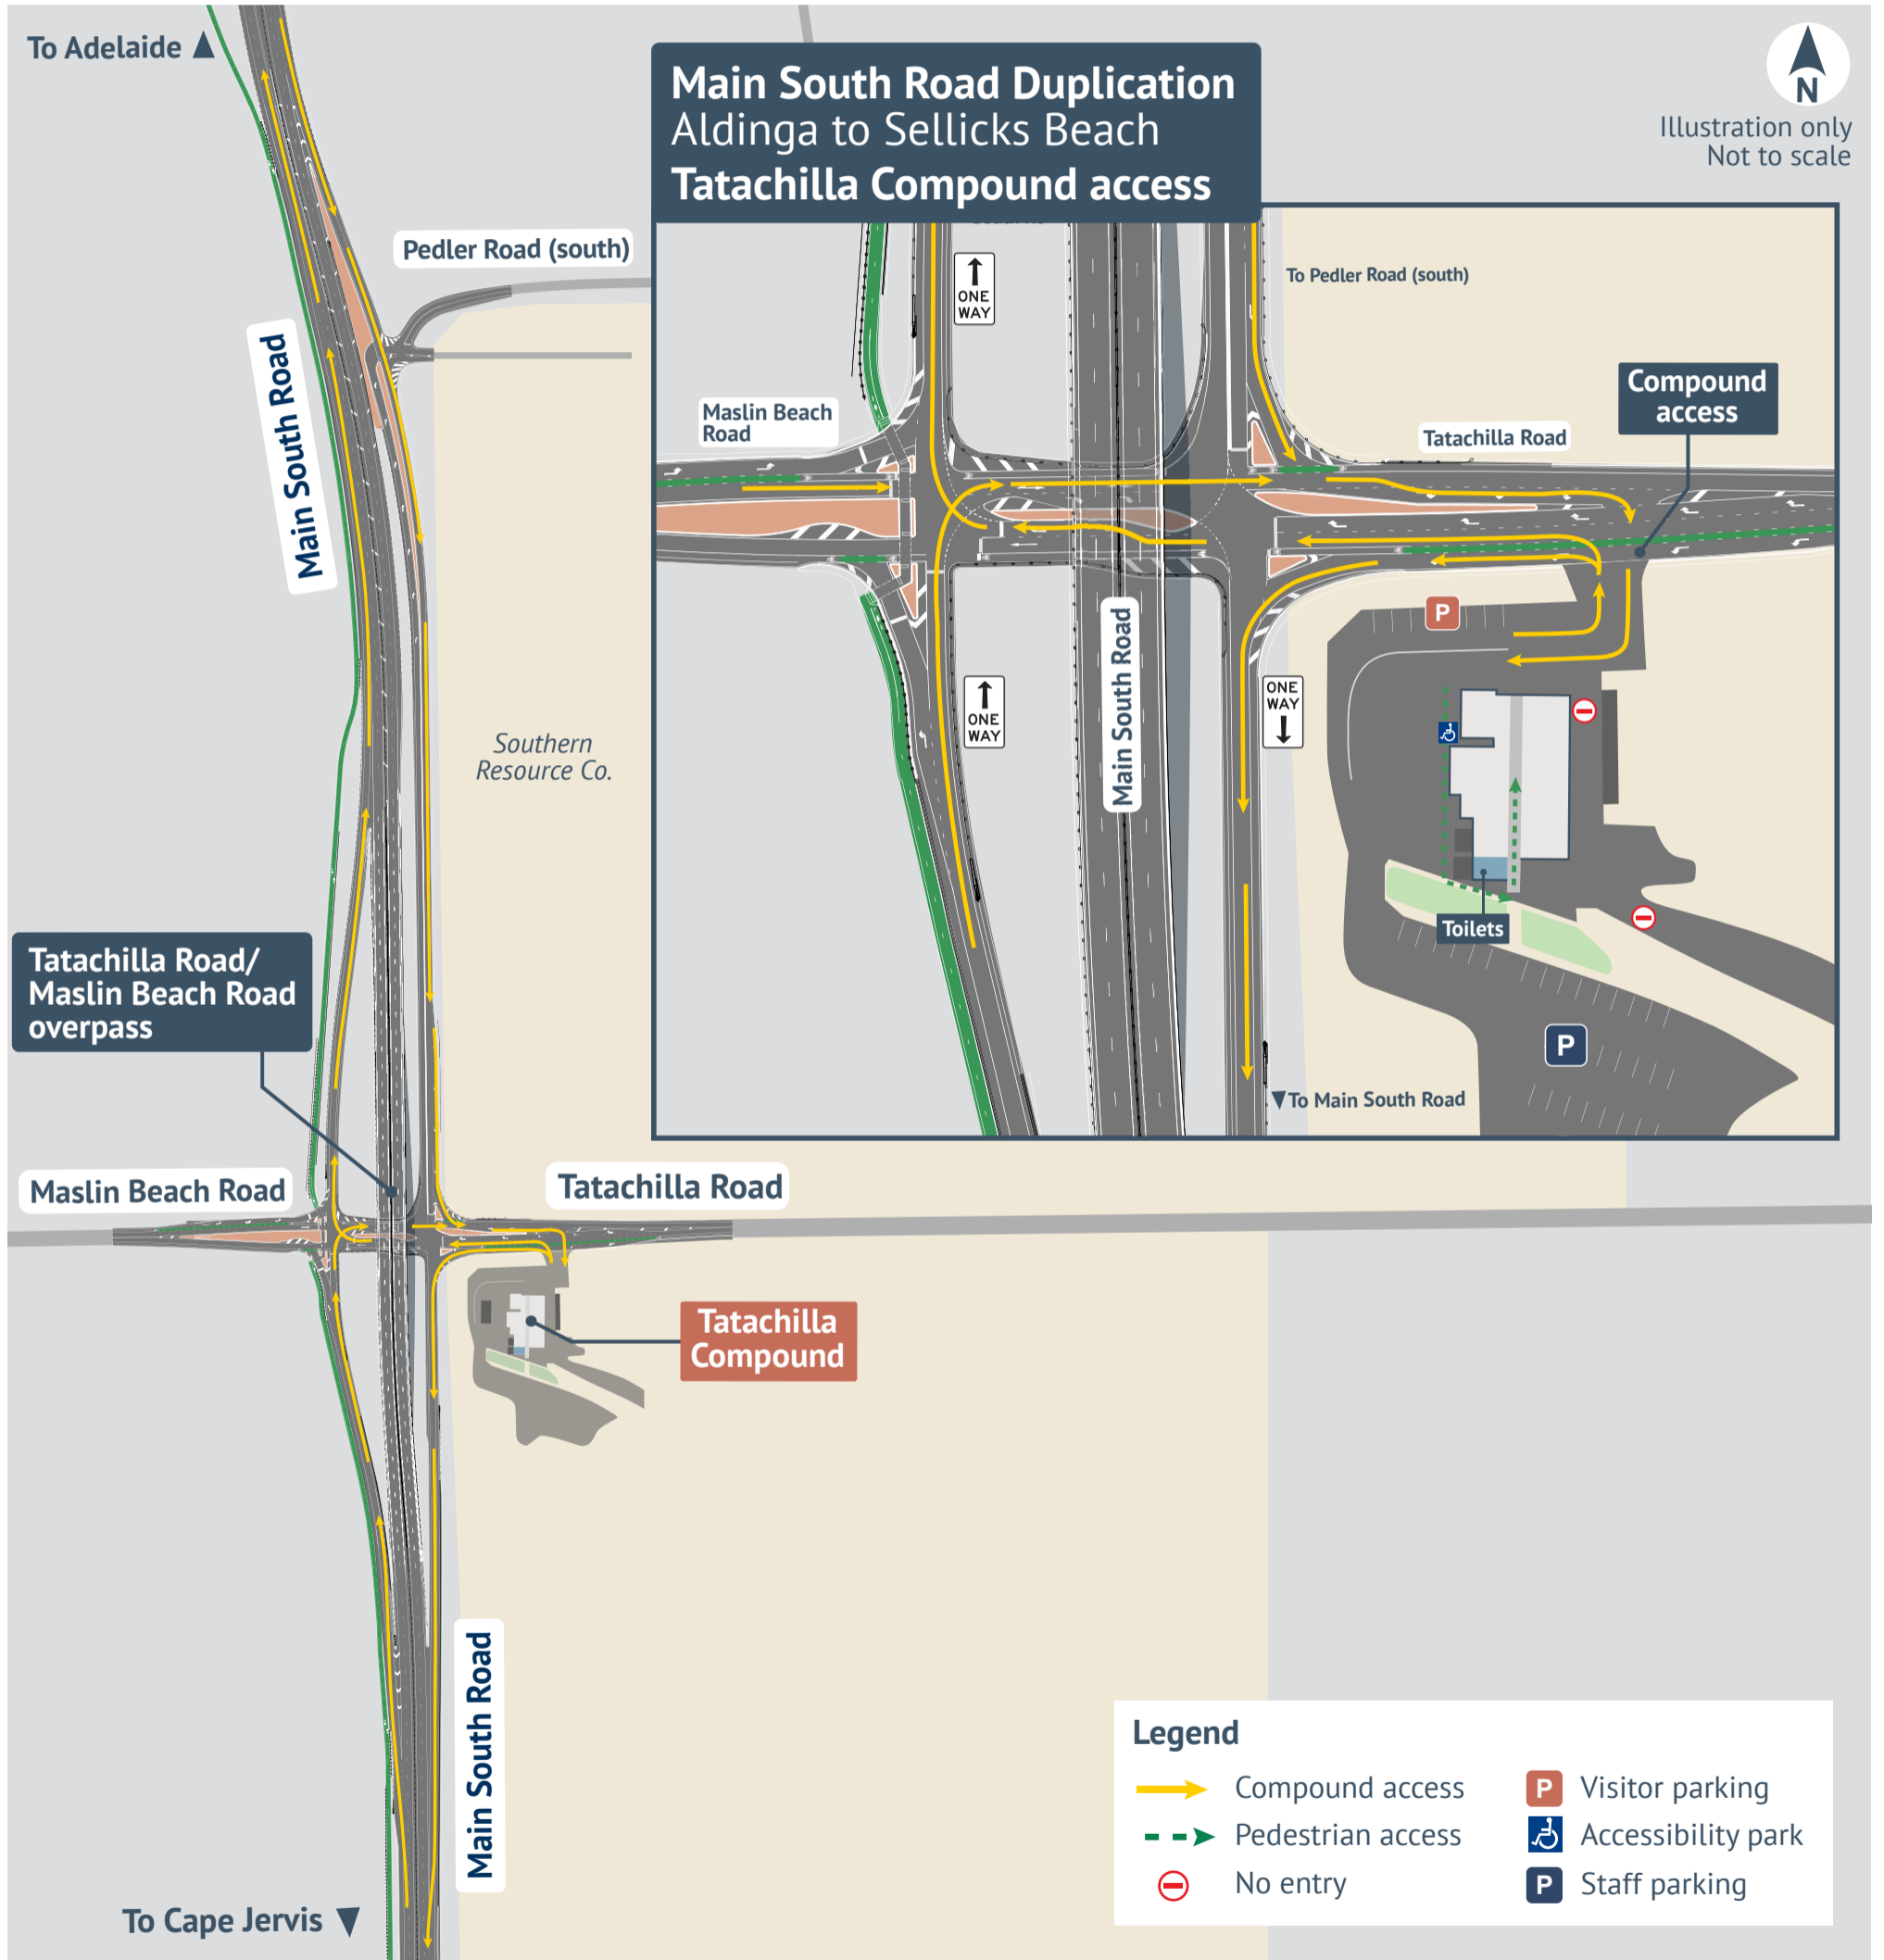 To Adelaide
N
Illustration only
Not to scale
Main South Road Duplication
Aldinga to Sellicks Beach
Tatachilla Compound access
Pedler Road (south)
Main South Road
Southern
Resource Co.
Tatachilla Road/
Maslin Beach Road
overpass
Maslin Beach Road
Tatachilla Road
Tatachilla
Compound
Main South Road
To Cape Jervis
ONE
WAY
To Pedler Road (south)
Maslin Beach
Road
Compound
access
Tatachilla Road
P
Main South Road
ONE
WAY
ONE
WAY
Toilets
P
To Main South Road
Legend
Compound access
Pedestrian access
No entry
P Visitor parking
Accessibility park
P Staff parking